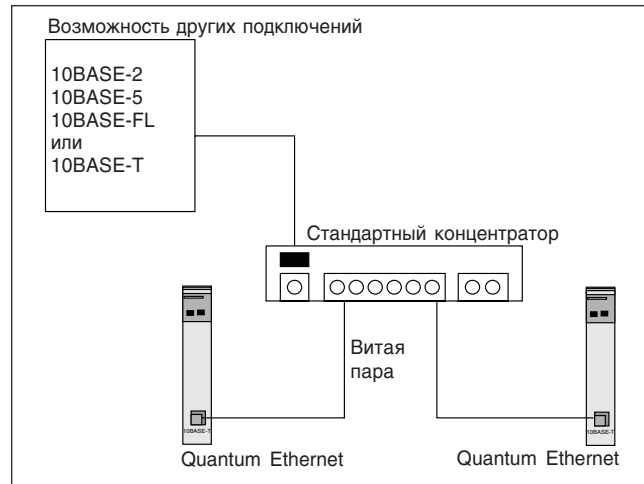 Возможность других подключений
10BASE-2
10BASE-5
10BASE-FL
или
10BASE-T
Стандартный концентратор
Витая
пара
10BASE-T
10BASE-T
Quantum Ethernet
Quantum Ethernet